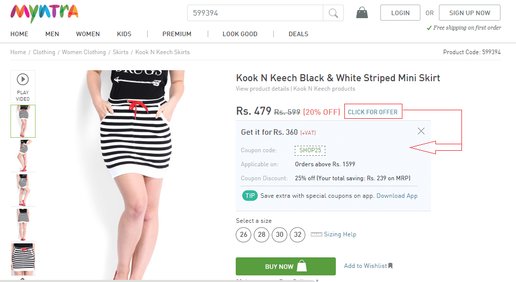 Myntra
599394
LOGIN OR SIGN UP NOW
✓ Free shipping on first order
MEN WOMEN KIDS PREMIUM LOOK GOOD DEALS
Home / Clothing / Women Clothing / Skirts / Kook N Keech Skirts
Product Code: 599394
PLAY
VIDEO
DRUGS
Kook N Keech Black & White Striped Mini Skirt
View product details | Kook N Keech products
Rs. 479 Rs. 599 (20% OFF) CLICK FOR OFFER
Get it for Rs. 360 (+VAT)
Coupon code: SHOP25
Applicable on: Orders above Rs. 1599
Coupon Discount: 25% off (Your total saving: Rs. 239 on MRP)
TIP Save extra with special coupons on app. Download App
Select a size
26 28 30 32 Sizing Help
BUY NOW Add to Wishlist